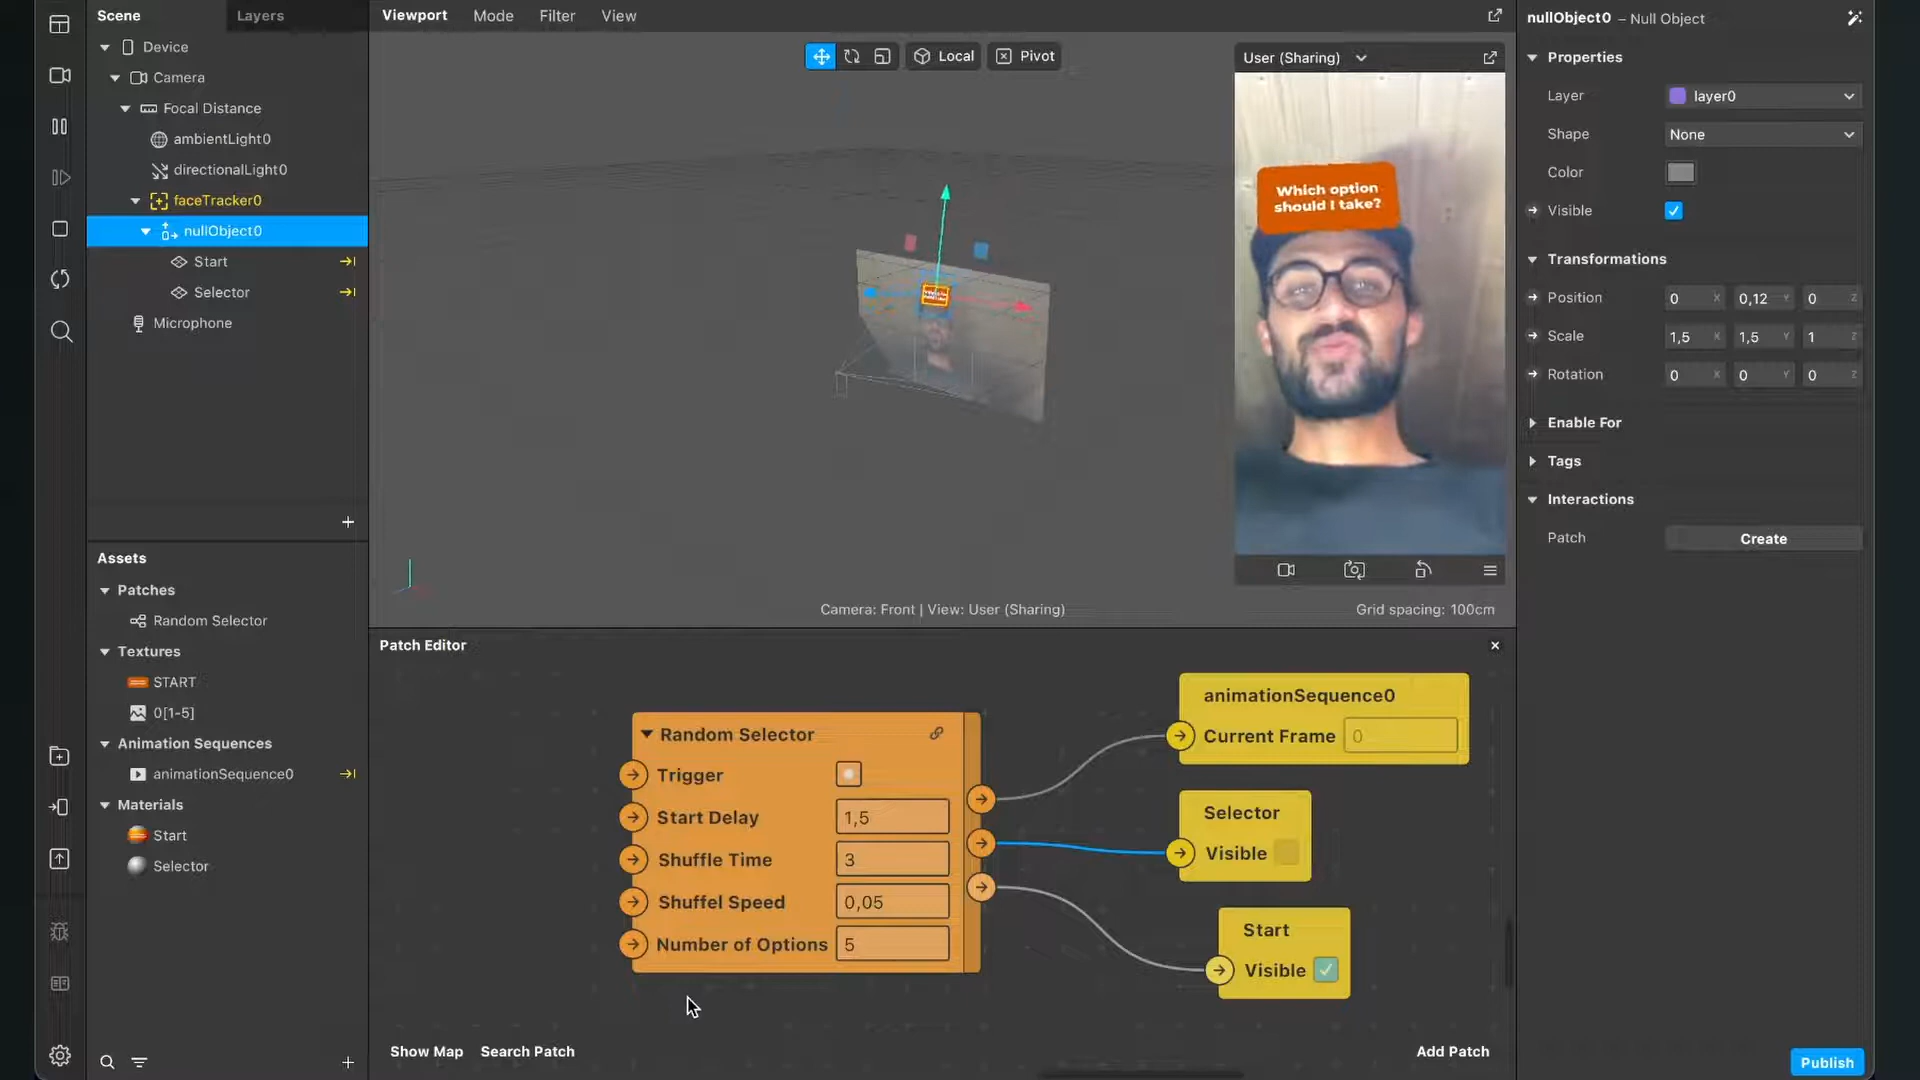 Scene
Layers
Device
Camera
Focal Distance
ambientLight0
directionalLight0
faceTracker0
nullObject0
Start
Selector
Microphone
Assets
Patches
Random Selector
Textures
START
0[1-5]
Animation Sequences
animationSequence0
Materials
Start
Selector
Viewport
Mode
Filter
View
Local
Pivot
User (Sharing)
Which option
should I take?
Camera: Front | View: User (Sharing)
Grid spacing: 100cm
Patch Editor
Random Selector
Trigger
Start Delay 1,5
Shuffle Time 3
Shuffel Speed 0,05
Number of Options 5
animationSequence0
Current Frame 0
Selector
Visible
Start
Visible
Show Map
Search Patch
Add Patch
nullObject0 – Null Object
Properties
Layer layer0
Shape None
Color
Visible
Transformations
Position 0 X 0,12 Y 0 Z
Scale 1,5 X 1,5 Y 1 Z
Rotation 0 X 0 Y 0 Z
Enable For
Tags
Interactions
Patch Create
Publish